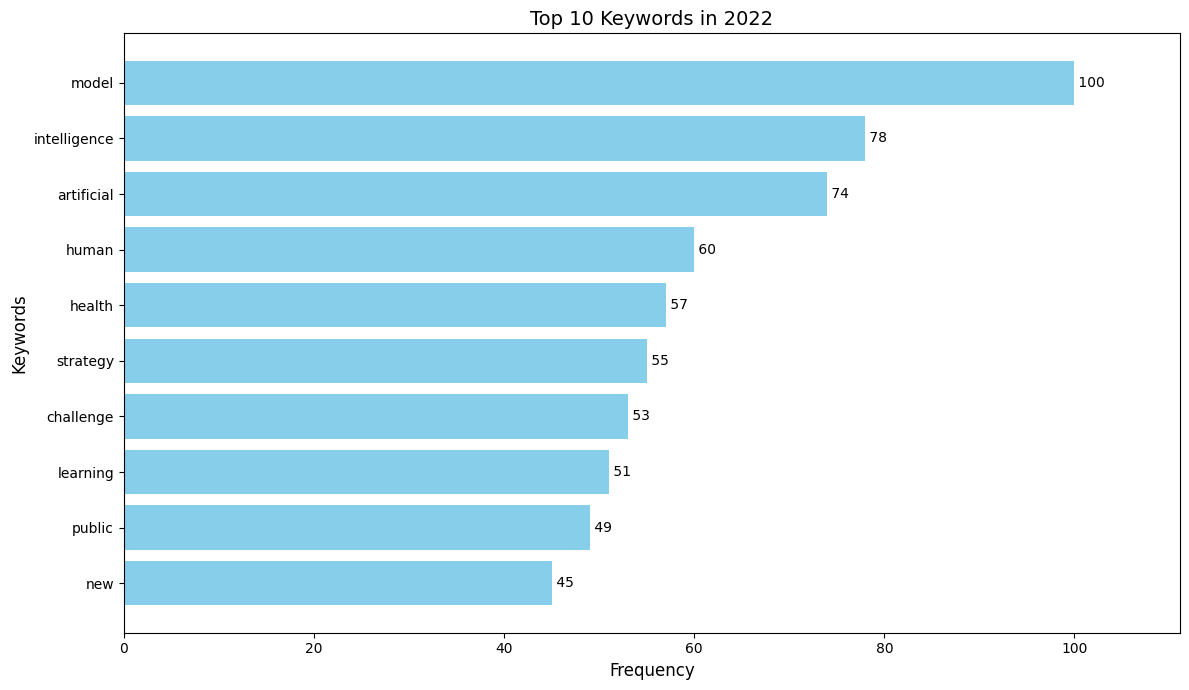 Top 10 Keywords in 2022
Keywords
model 100
intelligence 78
artificial 74
human 60
health 57
strategy 55
challenge 53
learning 51
public 49
new 45
0 20 40 60 80 100
Frequency